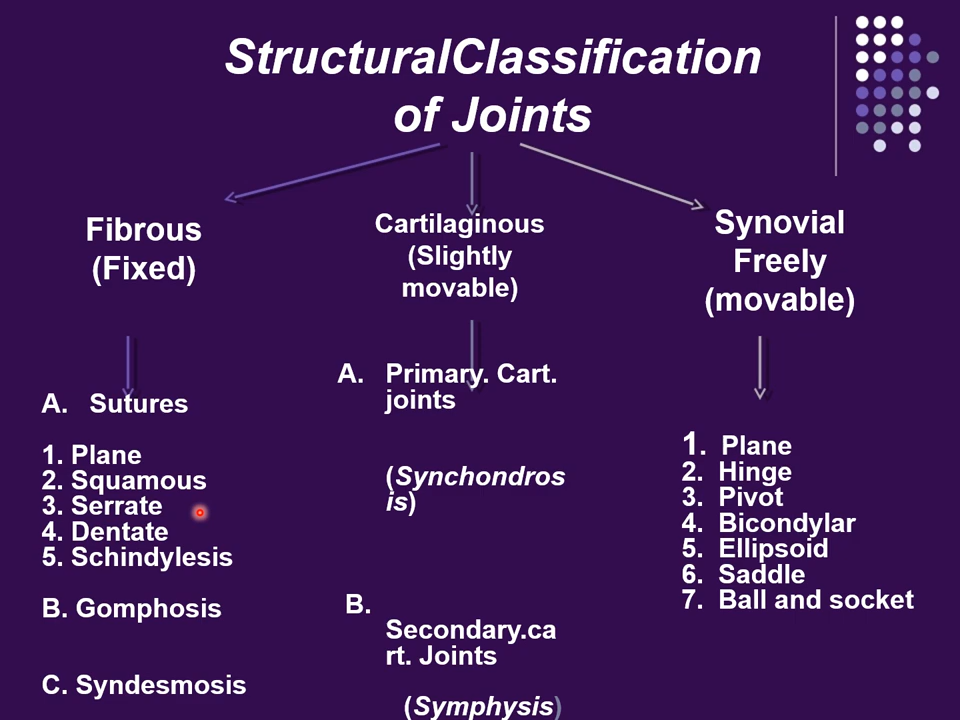 StructuralClassification
of Joints
Fibrous
(Fixed)
Cartilaginous
(Slightly
movable)
Synovial
Freely
(movable)
A. Sutures
1. Plane
2. Squamous
3. Serrate
4. Dentate
5. Schindylesis
B. Gomphosis
C. Syndesmosis
A. Primary. Cart.
joints
(Synchondros
is)
B.
Secondary.ca
rt. Joints
(Symphysis)
1. Plane
2. Hinge
3. Pivot
4. Bicondylar
5. Ellipsoid
6. Saddle
7. Ball and socket